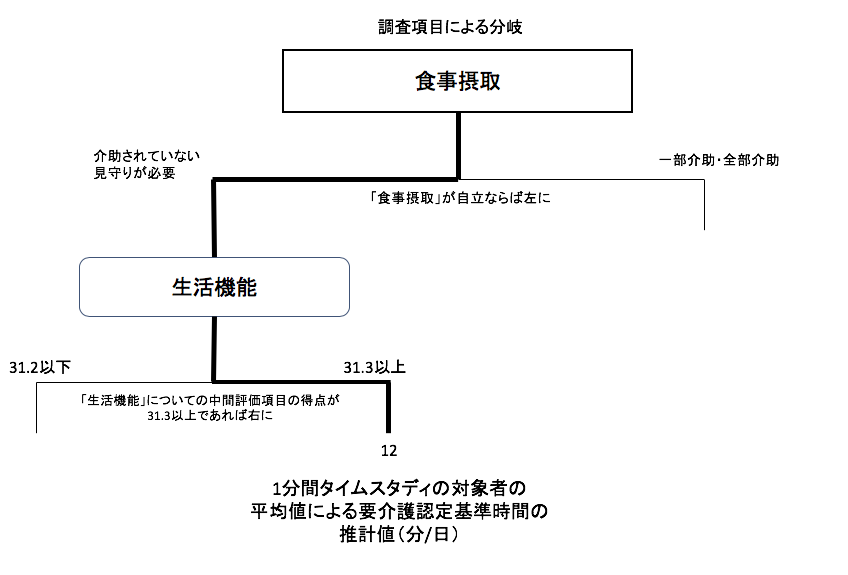 調査項目による分岐
食事摂取
介助されていない
見守りが必要
一部介助・全部介助
「食事摂取」が自立ならば左に
生活機能
31.2以下
31.3以上
「生活機能」についての中間評価項目の得点が
31.3以上であれば右に
12
1分間タイムスタディの対象者の
平均値による要介護認定基準時間の
推計値（分/日）